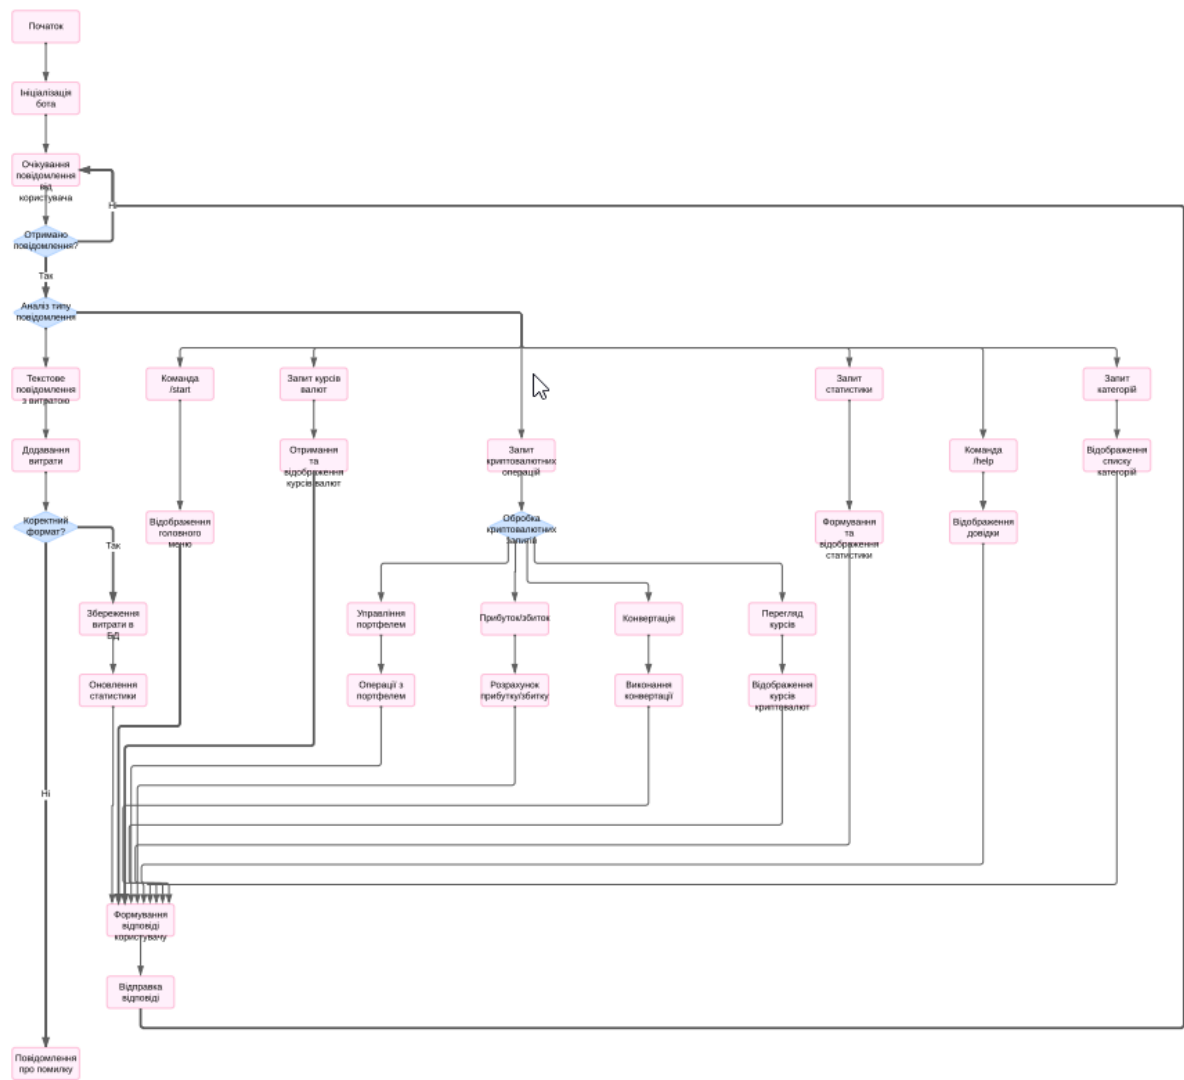 Початок
Ініціалізація
бота
Очікування
повідомлення
від
користувача
Ні
Отримано
повідомлення?
Так
Аналіз типу
повідомлення
Текстове
повідомлення
з витратою
Команда
/start
Запит курсів
валют
Запит
статистики
Запит
категорій
Додавання
витрати
Отримання
та
відображення
курсів валют
Запит
криптовалютних
операцій
Команда
/help
Відображення
списку
категорій
Коректний
формат?
Так
Відображення
головного
меню
Обробка
криптовалютних
запитів
Формування
та
відображення
статистики
Відображення
довідки
Збереження
витрати в
БД
Управління
портфелем
Прибуток/збиток
Конвертація
Перегляд
курсів
Оновлення
статистики
Операції з
портфелем
Розрахунок
прибутку/збитку
Виконання
конвертації
Відображення
курсів
криптовалют
Ні
Формування
відповіді
користувачу
Відправка
відповіді
Повідомлення
про помилку